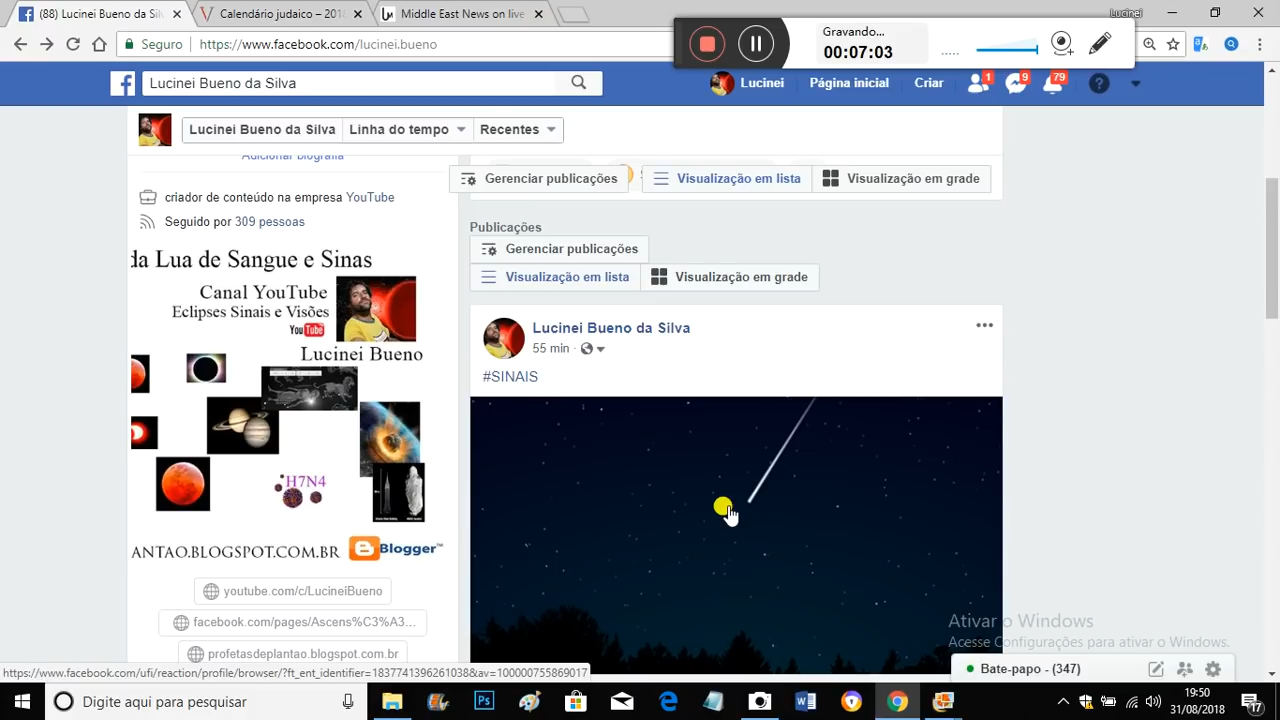 (88) Lucinei Bueno da Sil
Calendário judaico – 2018
Middle East News on live
Lucinei
Seguro
https://www.facebook.com/lucinei.bueno
Gravando...
00:07:03
Lucinei Bueno da Silva
Lucinei
Página inicial
Criar
1
9
79
Lucinei Bueno da Silva
Linha do tempo
Recentes
Adicionar biografia
Gerenciar publicações
Visualização em lista
Visualização em grade
criador de conteúdo na empresa YouTube
Seguido por 309 pessoas
Publicações
Gerenciar publicações
Visualização em lista
Visualização em grade
da Lua de Sangue e Sinas
Canal YouTube
Eclipses Sinais e Visões
YouTube
Lucinei Bueno
H7N4
ANTAO.BLOGSPOT.COM.BR
Blogger™
Lucinei Bueno da Silva
55 min
#SINAIS
youtube.com/c/LucineiBueno
facebook.com/pages/Ascens%C3%A3...
profetasdemantao.blogspot.com.br
Ativar o Windows
Acesse Configurações para ativar o Windows.
https://www.facebook.com/ufi/reaction/profile/browser/?ft_ent_identifier=1837741396261038&av=100000755869017
Bate-papo - (347)
Digite aqui para pesquisar
19:50
31/08/2018
17